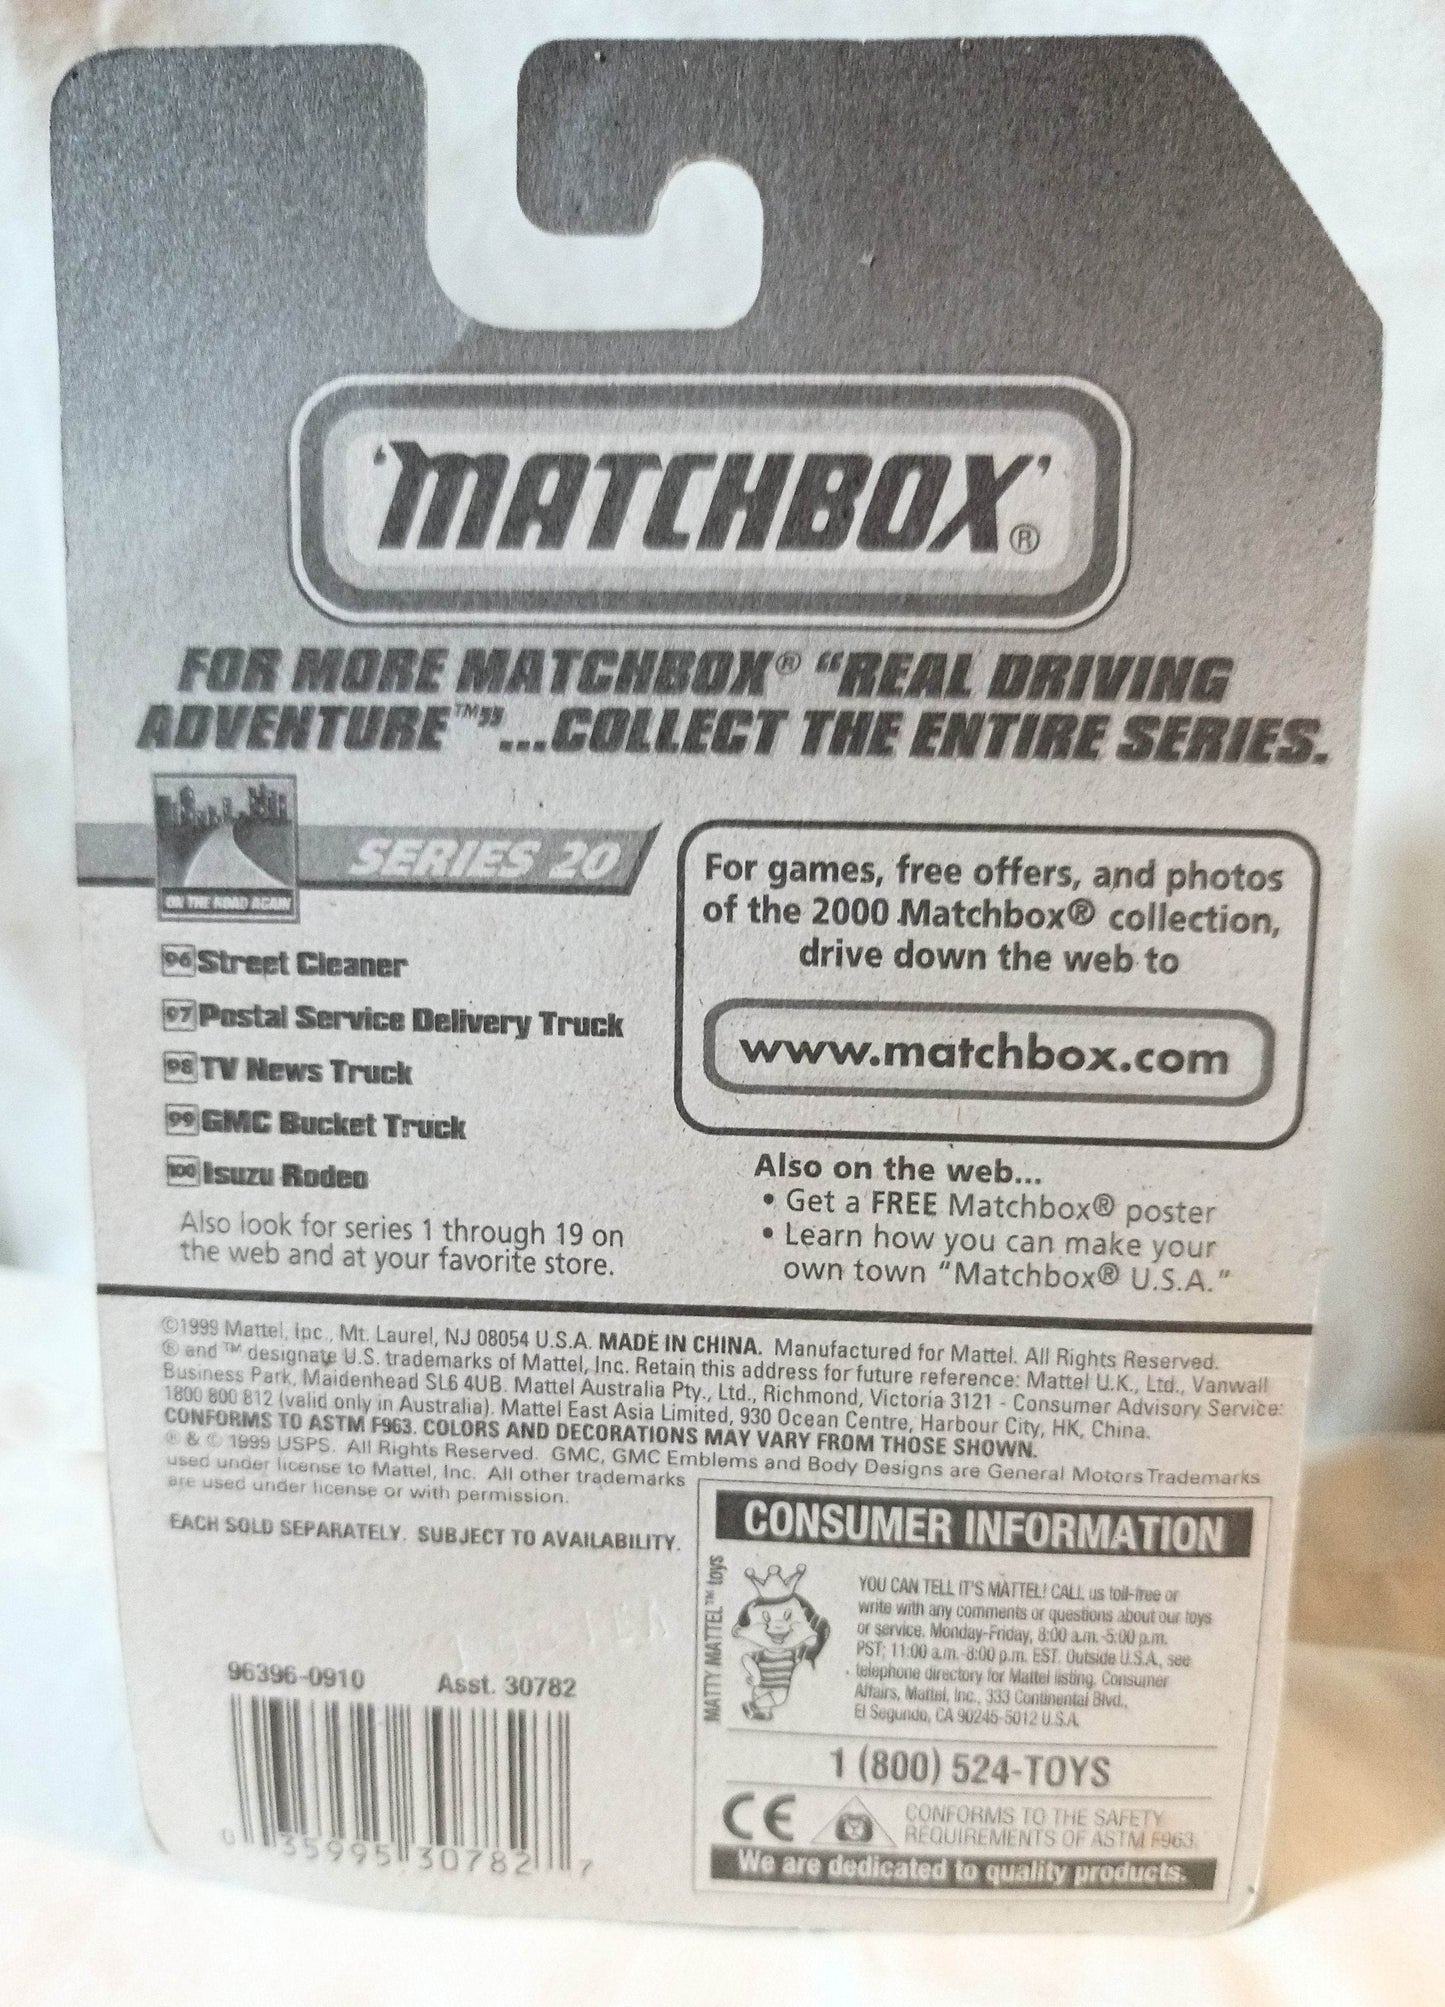 'MATCHBOX'®
FOR MORE MATCHBOX® "REAL DRIVING
ADVENTURE™"...COLLECT THE ENTIRE SERIES.
SERIES 20
ON THE ROAD AGAIN
96 Street Cleaner
97 Postal Service Delivery Truck
98 TV News Truck
99 GMC Bucket Truck
100 Isuzu Rodeo
Also look for series 1 through 19 on
the web and at your favorite store.
For games, free offers, and photos
of the 2000 Matchbox® collection,
drive down the web to
www.matchbox.com
Also on the web...
• Get a FREE Matchbox® poster
• Learn how you can make your
own town "Matchbox® U.S.A."
©1999 Mattel, Inc., Mt. Laurel, NJ 08054 U.S.A. MADE IN CHINA. Manufactured for Mattel. All Rights Reserved.
® and ™ designate U.S. trademarks of Mattel, Inc. Retain this address for future reference: Mattel U.K., Ltd., Vanwall
Business Park, Maidenhead SL6 4UB. Mattel Australia Pty., Ltd., Richmond, Victoria 3121 - Consumer Advisory Service:
1800 800 812 (valid only in Australia). Mattel East Asia Limited, 930 Ocean Centre, Harbour City, HK, China.
CONFORMS TO ASTM F963. COLORS AND DECORATIONS MAY VARY FROM THOSE SHOWN.
® & © 1999 USPS. All Rights Reserved. GMC, GMC Emblems and Body Designs are General Motors Trademarks
used under license to Mattel, Inc. All other trademarks
are used under license or with permission.
EACH SOLD SEPARATELY. SUBJECT TO AVAILABILITY.
96396-0910 Asst. 30782
0 35995 30782 7
CONSUMER INFORMATION
MATTY MATTEL™ toys
YOU CAN TELL IT'S MATTEL! CALL us toll-free or
write with any comments or questions about our toys
or service. Monday-Friday, 8:00 a.m.-5:00 p.m.
PST; 11:00 a.m.-8:00 p.m. EST. Outside U.S.A., see
telephone directory for Mattel listing. Consumer
Affairs, Mattel, Inc., 333 Continental Blvd.,
El Segundo, CA 90245-5012 U.S.A.
1 (800) 524-TOYS
CE
CONFORMS TO THE SAFETY
REQUIREMENTS OF ASTM F963.
We are dedicated to quality products.